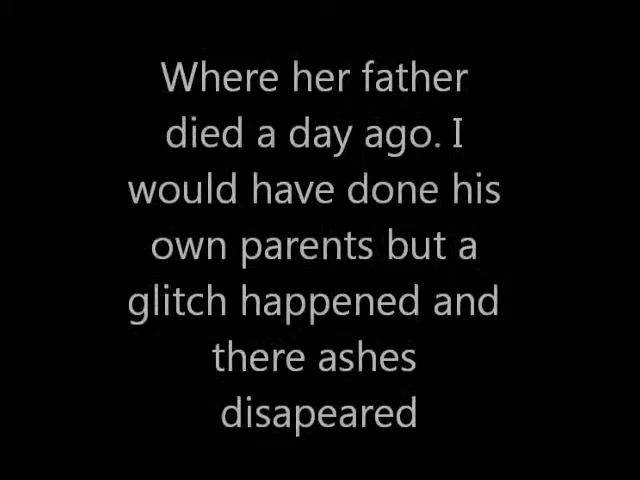 Where her father
died a day ago. I
would have done his
own parents but a
glitch happened and
there ashes
disapeared